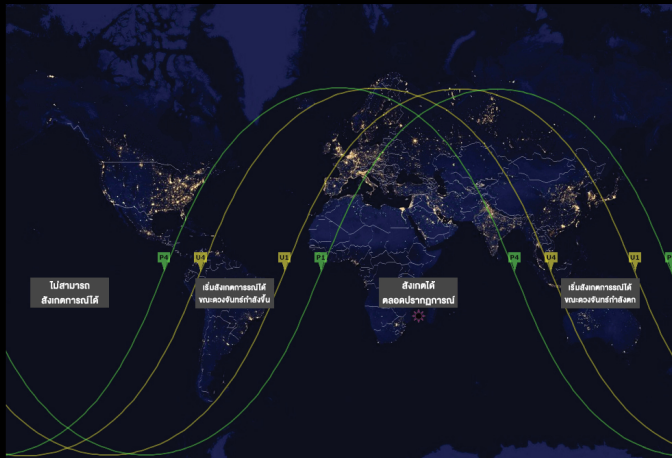 P4
U4
U1
P1
P4
U4
U1
P
ไม่สามารถ
สังเกตการณ์ได้
เริ่มสังเกตการรณ์ได้
ขณะดวงจันทร์กำลังขึ้น
สังเกตได้
ตลอดปรากฏการณ์
เริ่มสังเกตการรณ์ได้
ขณะดวงจันทร์กำลังตก